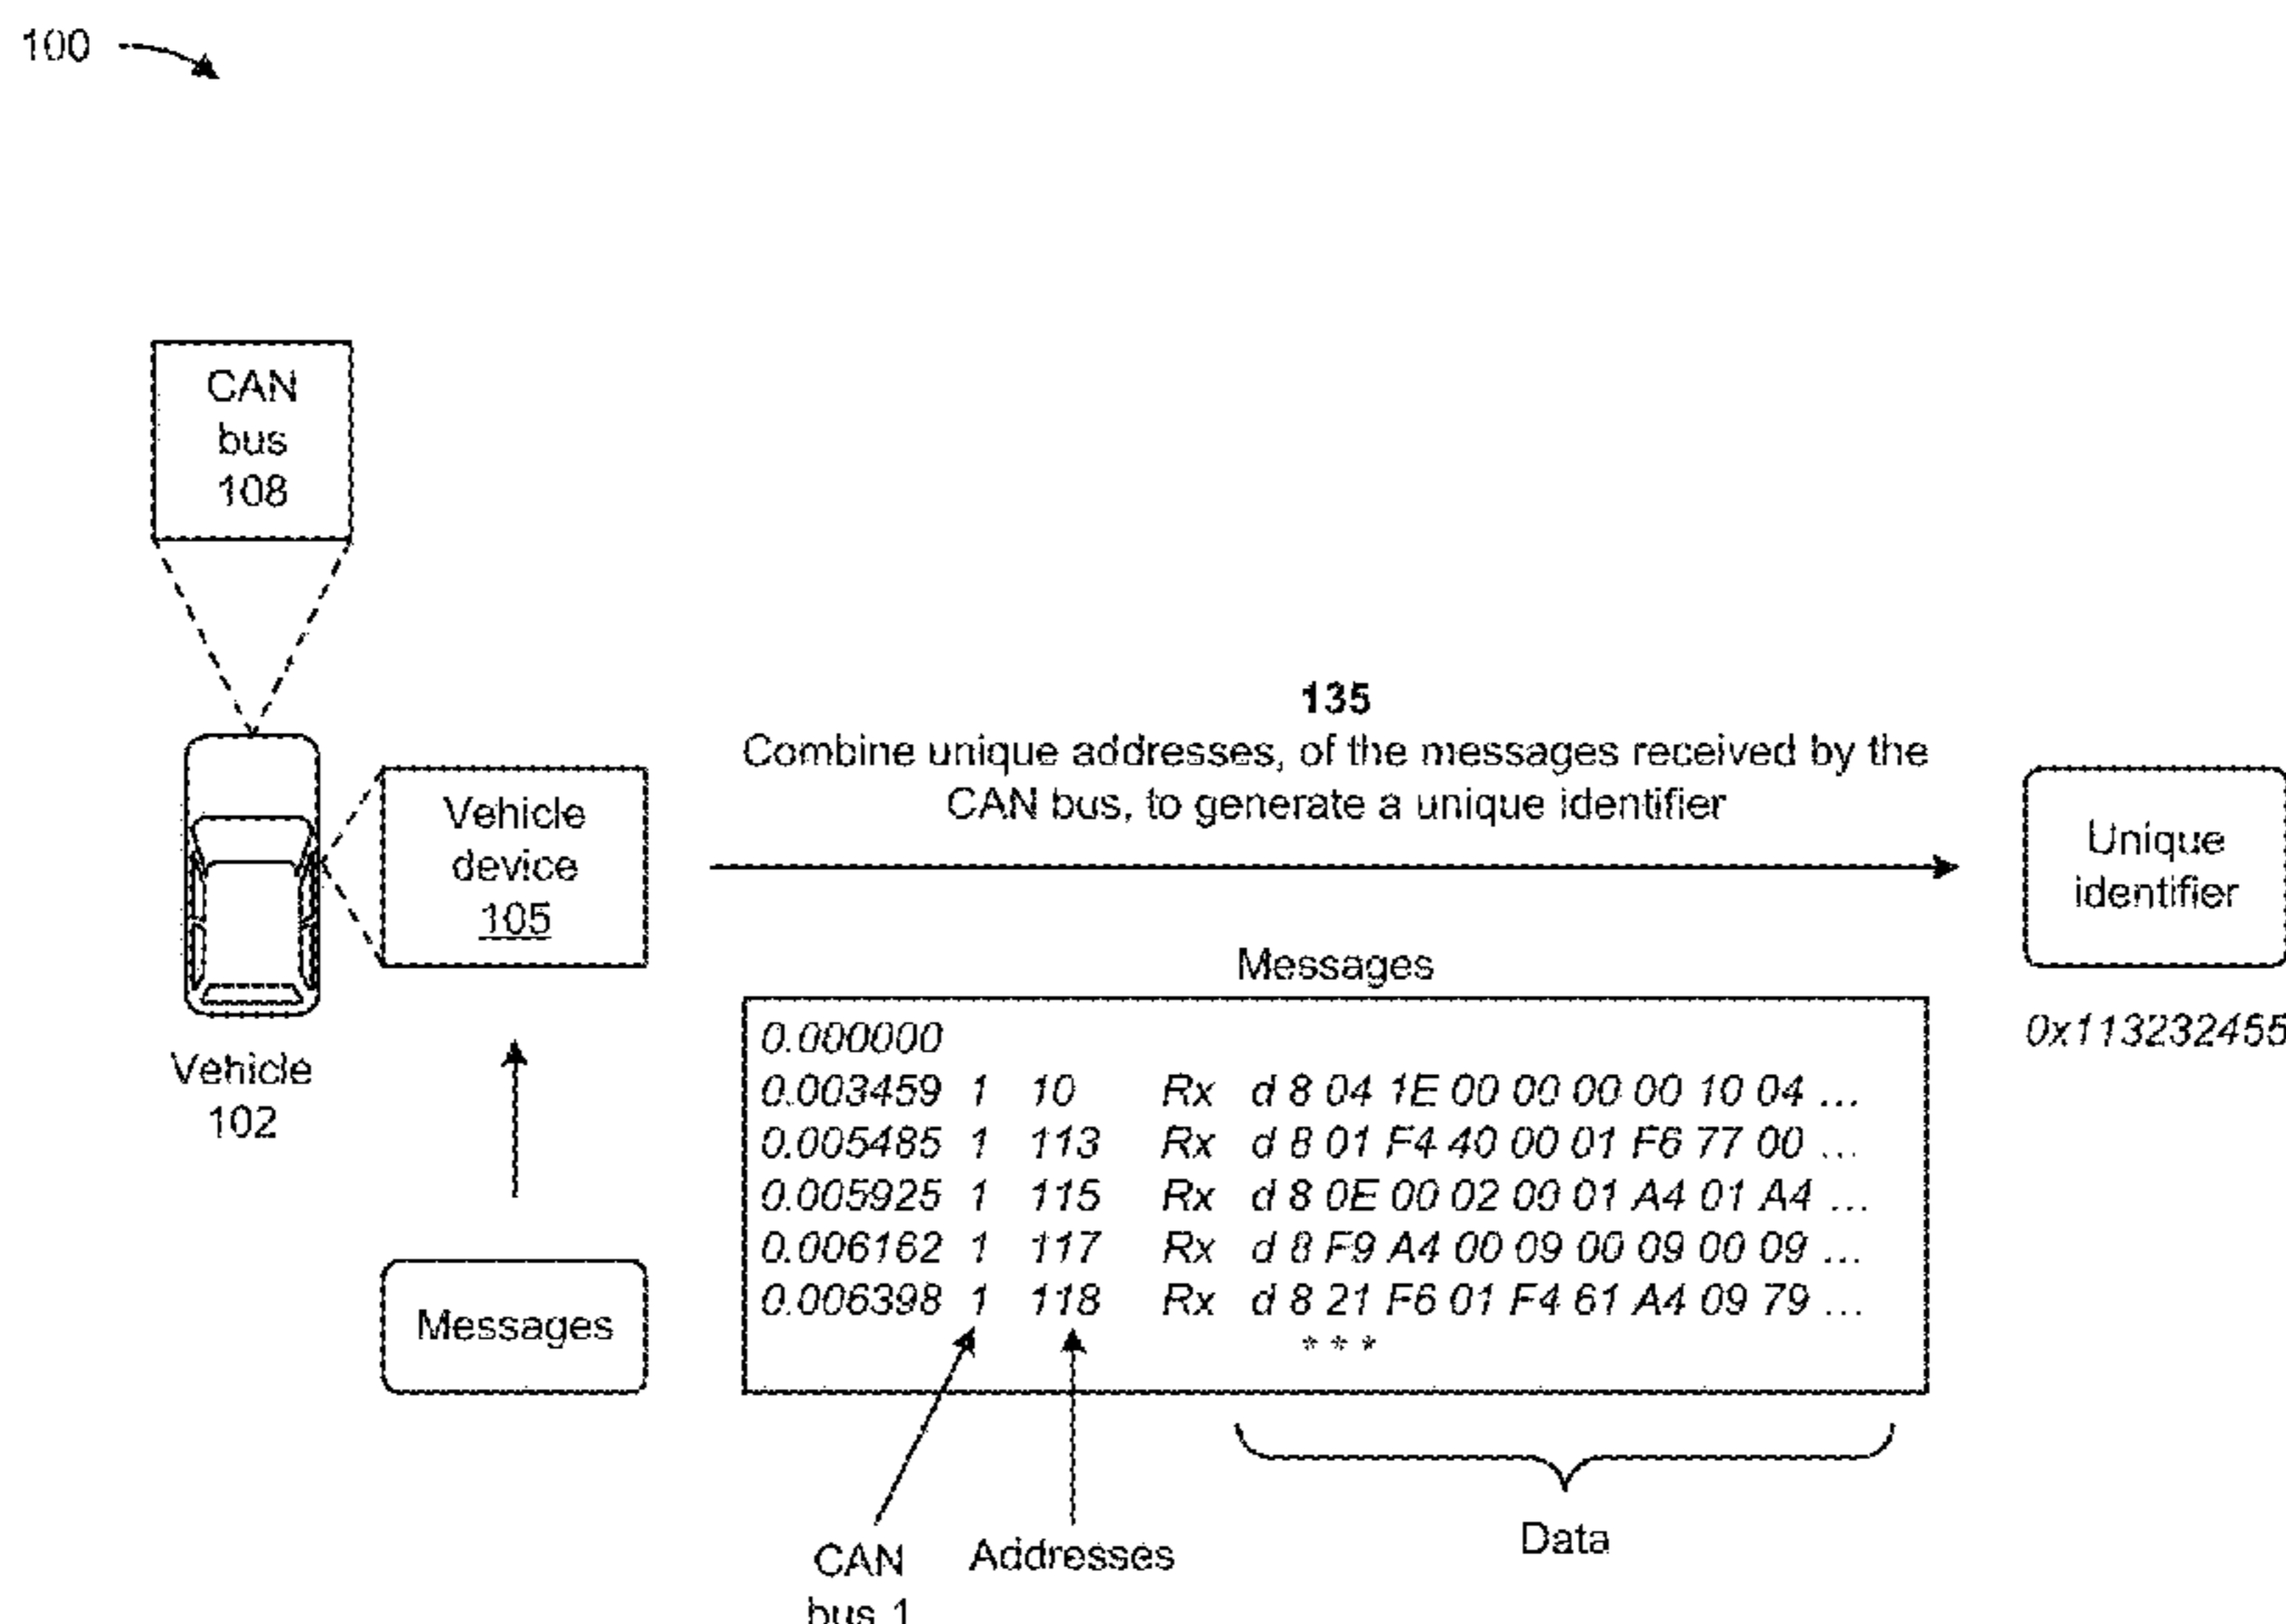 100
CAN
bus
108
135
Combine unique addresses, of the messages received by the
CAN bus, to generate a unique identifier
Vehicle
device
105
Unique
identifier
Messages
0x113232455
Vehicle
102
0.000000
0.003459 1 10 Rx d 8 04 1E 00 00 00 00 10 04 ...
0.005485 1 113 Rx d 8 01 F4 40 00 01 F6 77 00 ...
0.005925 1 115 Rx d 8 0E 00 02 00 01 A4 01 A4 ...
0.006162 1 117 Rx d 8 F9 A4 00 09 00 09 00 09 ...
0.006398 1 118 Rx d 8 21 F6 01 F4 61 A4 09 79 ...
* * *
Messages
Data
CAN
bus 1
Addresses